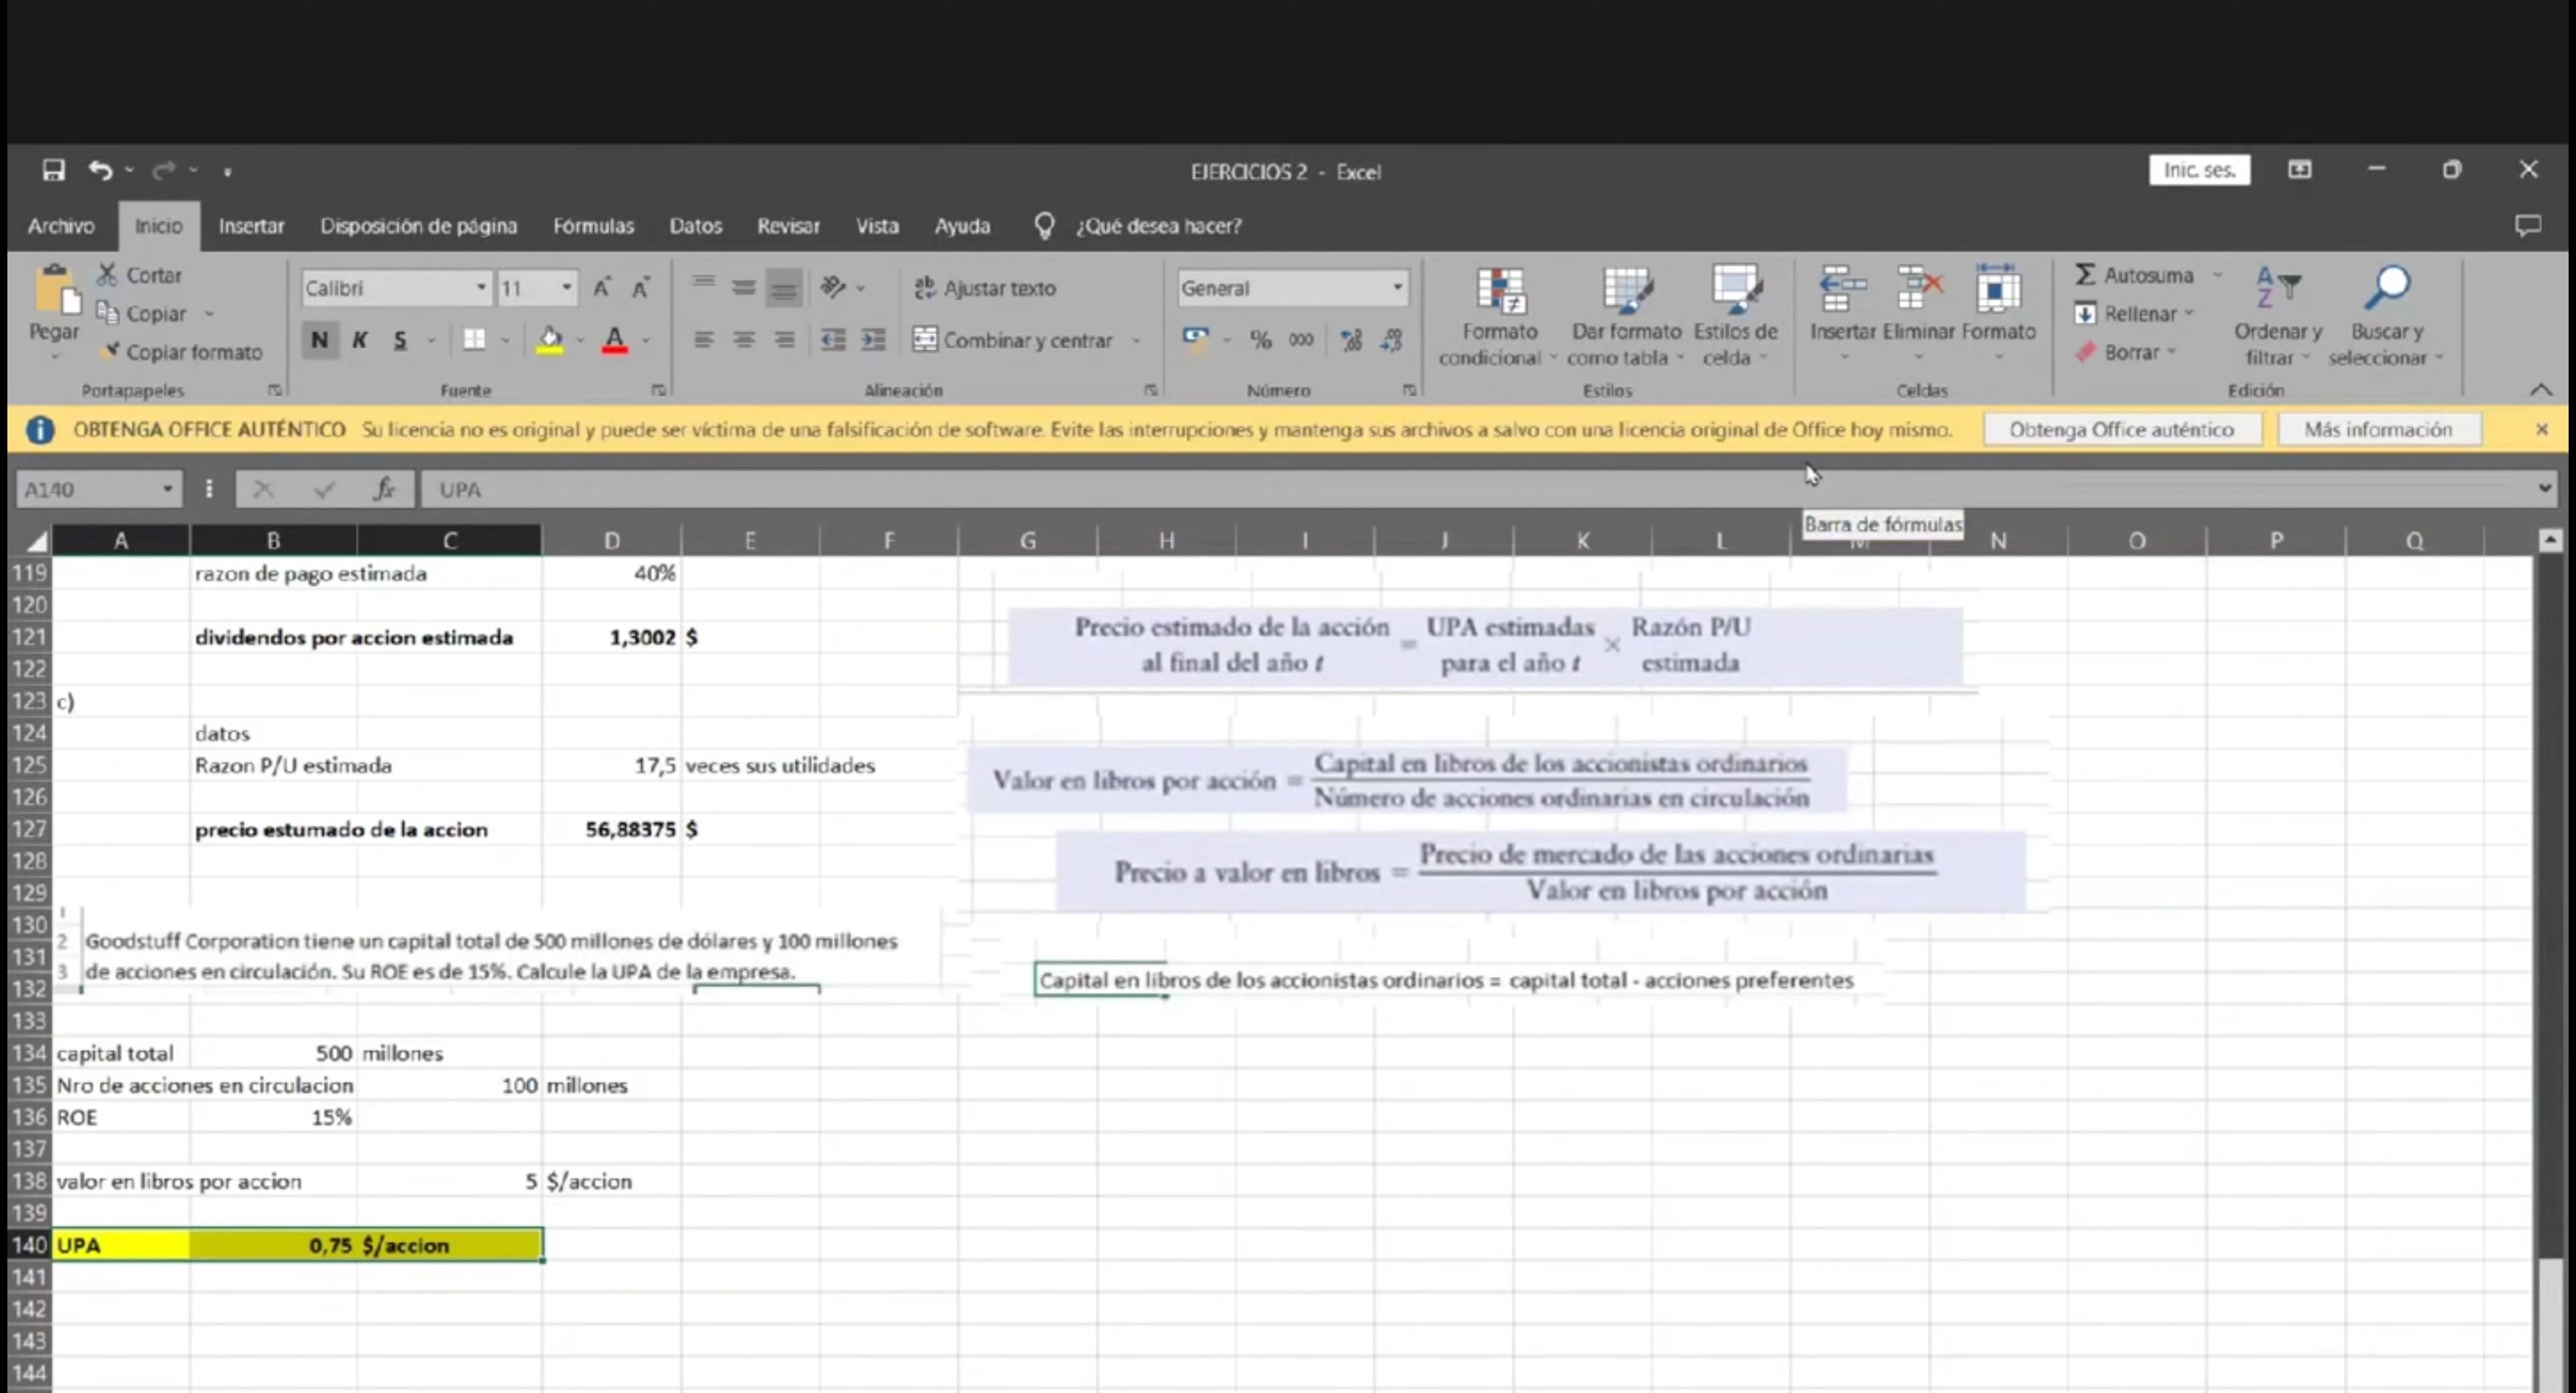 EJERCICIOS 2 - Excel
Inic. ses.
Archivo Inicio Insertar Disposición de página Fórmulas Datos Revisar Vista Ayuda ¿Qué desea hacer?
Pegar
Cortar
Copiar
Copiar formato
Portapapeles
Calibri 11
N K S
Fuente
Ajustar texto
Combinar y centrar
Alineación
General
% 000
Número
Formato condicional
Dar formato como tabla
Estilos de celda
Estilos
Insertar Eliminar Formato
Celdas
Autosuma
Rellenar
Borrar
Ordenar y filtrar
Buscar y seleccionar
Edición
OBTENGA OFFICE AUTÉNTICO Su licencia no es original y puede ser víctima de una falsificación de software. Evite las interrupciones y mantenga sus archivos a salvo con una licencia original de Office hoy mismo. Obtenga Office auténtico Más información
A140 fx UPA
Barra de fórmulas
A B C D E F G H I J K L M N O P Q
119 razon de pago estimada 40%
120
121 dividendos por accion estimada 1,3002 $
Precio estimado de la acción al final del año t = UPA estimadas para el año t × Razón P/U estimada
122
123 c)
124 datos
125 Razon P/U estimada 17,5 veces sus utilidades
Valor en libros por acción = Capital en libros de los accionistas ordinarios
Número de acciones ordinarias en circulación
126
127 precio estumado de la accion 56,88375 $
128
Precio a valor en libros = Precio de mercado de las acciones ordinarias
Valor en libros por acción
129
130
2 Goodstuff Corporation tiene un capital total de 500 millones de dólares y 100 millones
131
3 de acciones en circulación. Su ROE es de 15%. Calcule la UPA de la empresa.
Capital en libros de los accionistas ordinarios = capital total - acciones preferentes
132
133
134 capital total 500 millones
135 Nro de acciones en circulacion 100 millones
136 ROE 15%
137
138 valor en libros por accion 5 $/accion
139
140 UPA 0,75 $/accion
141
142
143
144